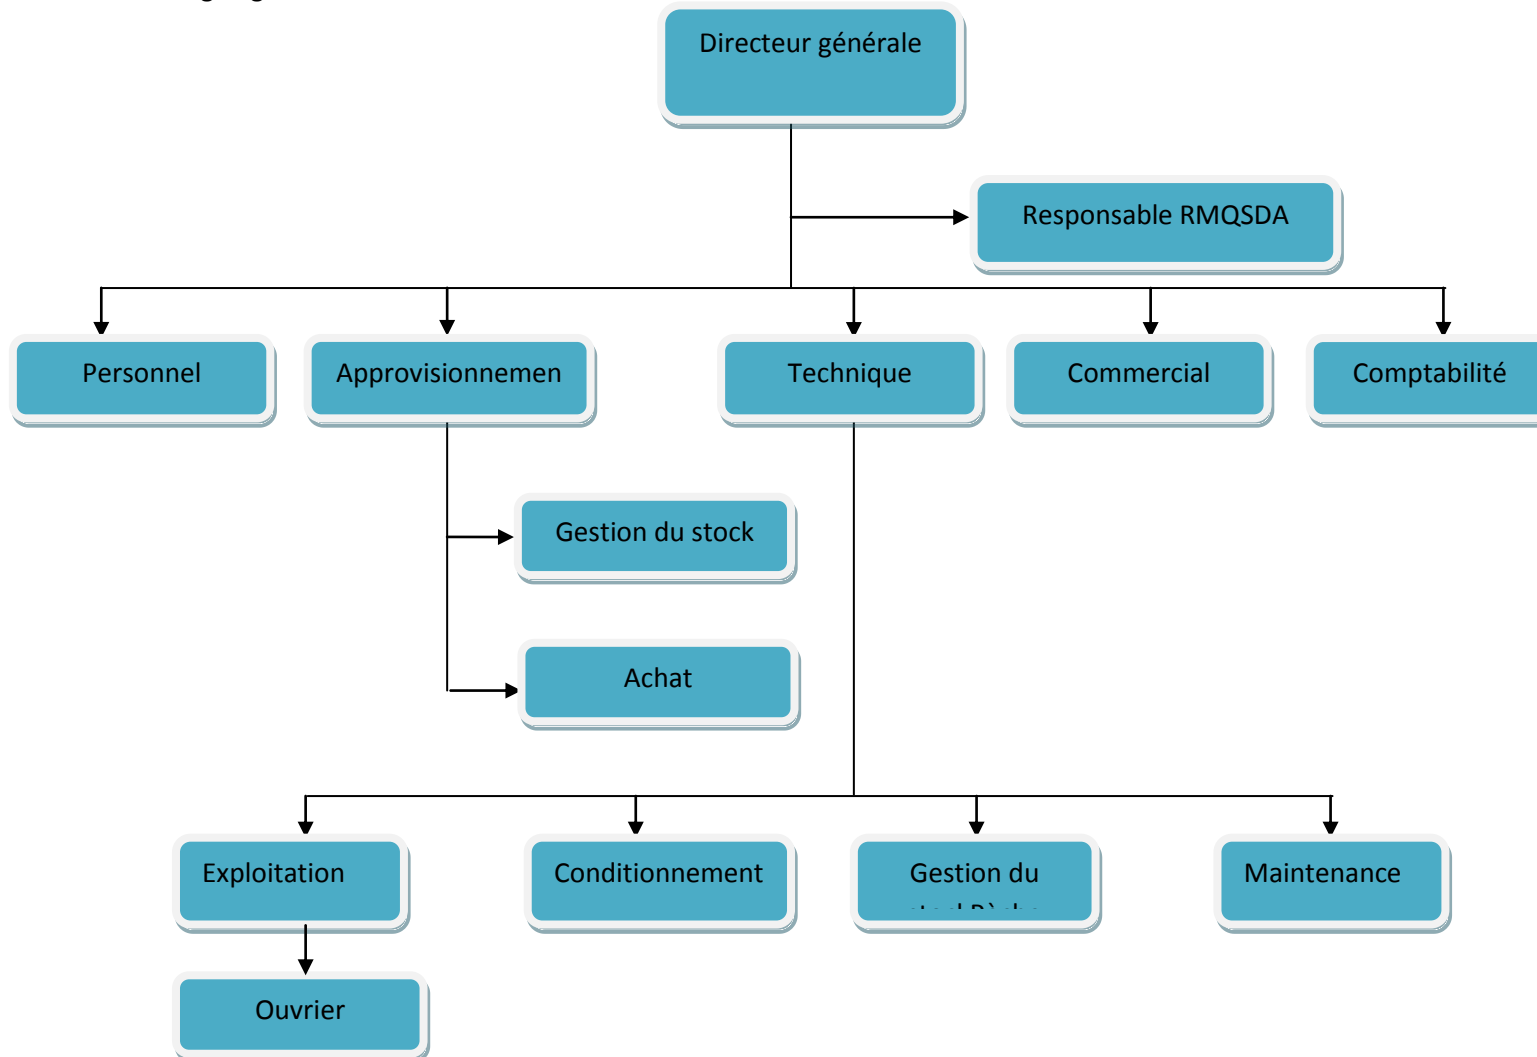 Directeur générale
Responsable RMQSDA
Personnel
Approvisionnemen
Technique
Commercial
Comptabilité
Gestion du stock
Achat
Exploitation
Conditionnement
Gestion du
Maintenance
Ouvrier